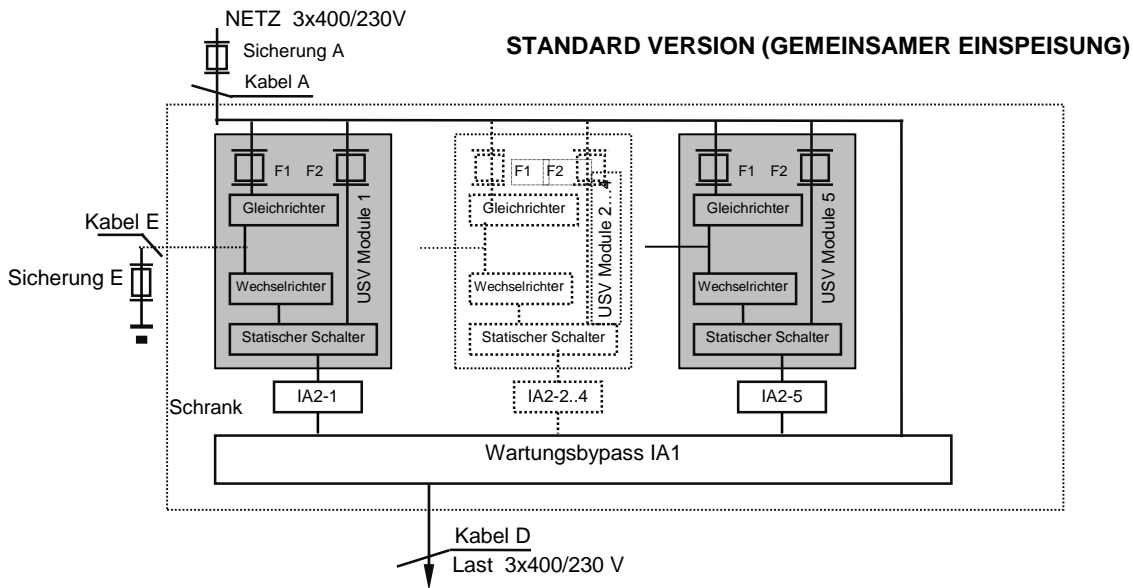 NETZ 3x400/230V
Sicherung A
STANDARD VERSION (GEMEINSAMER EINSPEISUNG)
Kabel A
F1 F2
Gleichrichter
Wechselrichter
Statischer Schalter
USV Module 1
F1 F2
Gleichrichter
Wechselrichter
Statischer Schalter
USV Module 2..4
F1 F2
Gleichrichter
Wechselrichter
Statischer Schalter
USV Module 5
Kabel E
Sicherung E
IA2-1
IA2-2..4
IA2-5
Schrank
Wartungsbypass IA1
Kabel D
Last 3x400/230 V